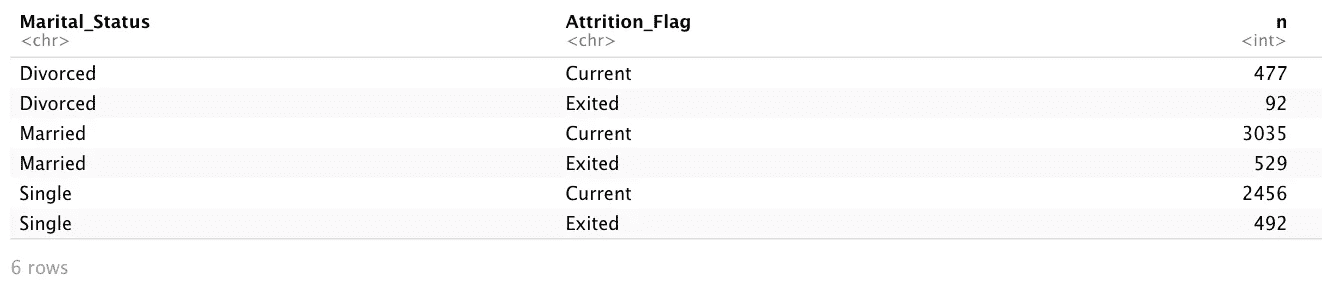 Marital_Status Attrition_Flag n
<chr> <chr> <int>
Divorced Current 477
Divorced Exited 92
Married Current 3035
Married Exited 529
Single Current 2456
Single Exited 492
6 rows